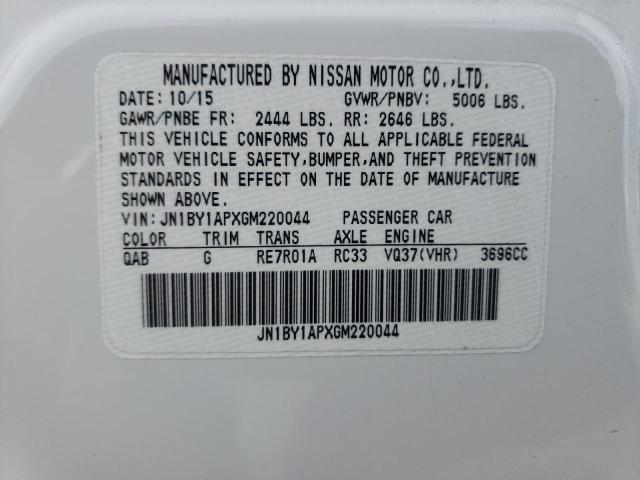 MANUFACTURED BY NISSAN MOTOR CO.,LTD.
DATE: 10/15 GVWR/PNBV: 5006 LBS.
GAWR/PNBE FR: 2444 LBS. RR: 2646 LBS.
THIS VEHICLE CONFORMS TO ALL APPLICABLE FEDERAL
MOTOR VEHICLE SAFETY,BUMPER,AND THEFT PREVENTION
STANDARDS IN EFFECT ON THE DATE OF MANUFACTURE
SHOWN ABOVE.
VIN:JN1BY1APXGM220044 PASSENGER CAR
COLOR TRIM TRANS AXLE ENGINE
QAB G RE7R01A RC33 VQ37(VHR) 3696CC
JN1BY1APXGM220044